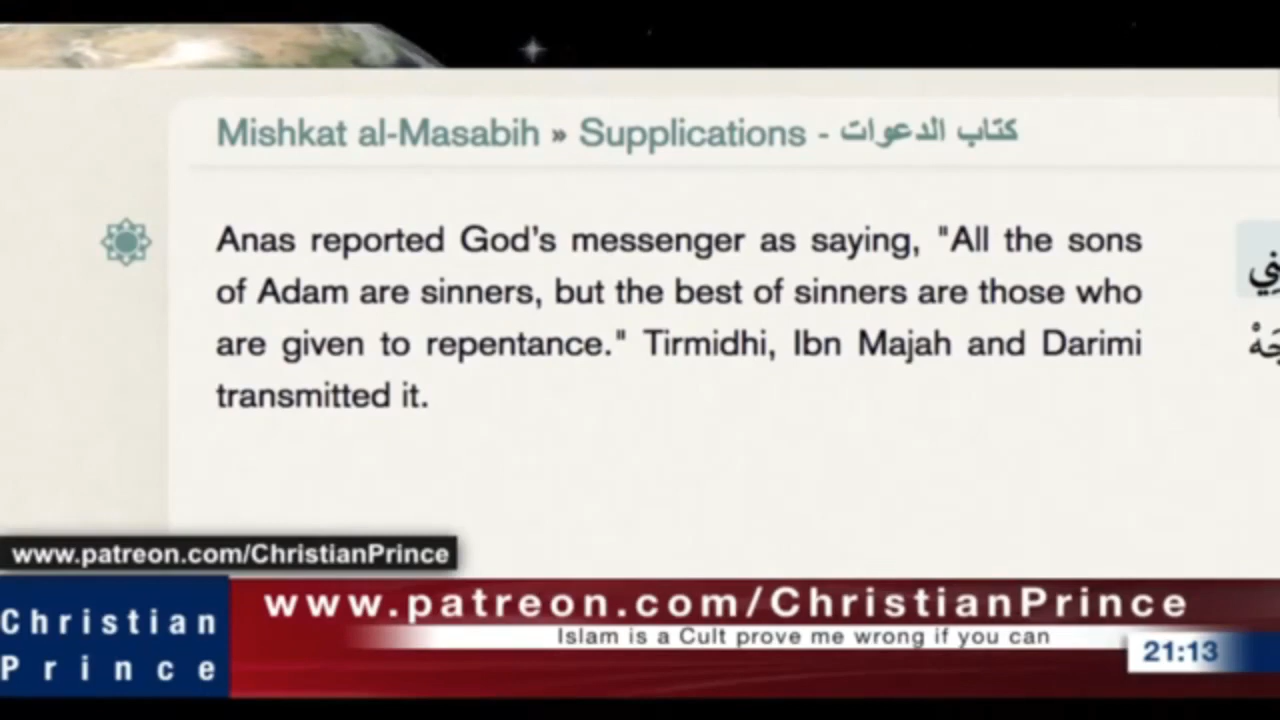 Mishkat al-Masabih » Supplications - كتاب الدعوات
Anas reported God's messenger as saying, "All the sons
of Adam are sinners, but the best of sinners are those who
are given to repentance." Tirmidhi, Ibn Majah and Darimi
transmitted it.
www.patreon.com/ChristianPrince
Christian
Prince
www.patreon.com/ChristianPrince
Islam is a Cult prove me wrong if you can
21:13